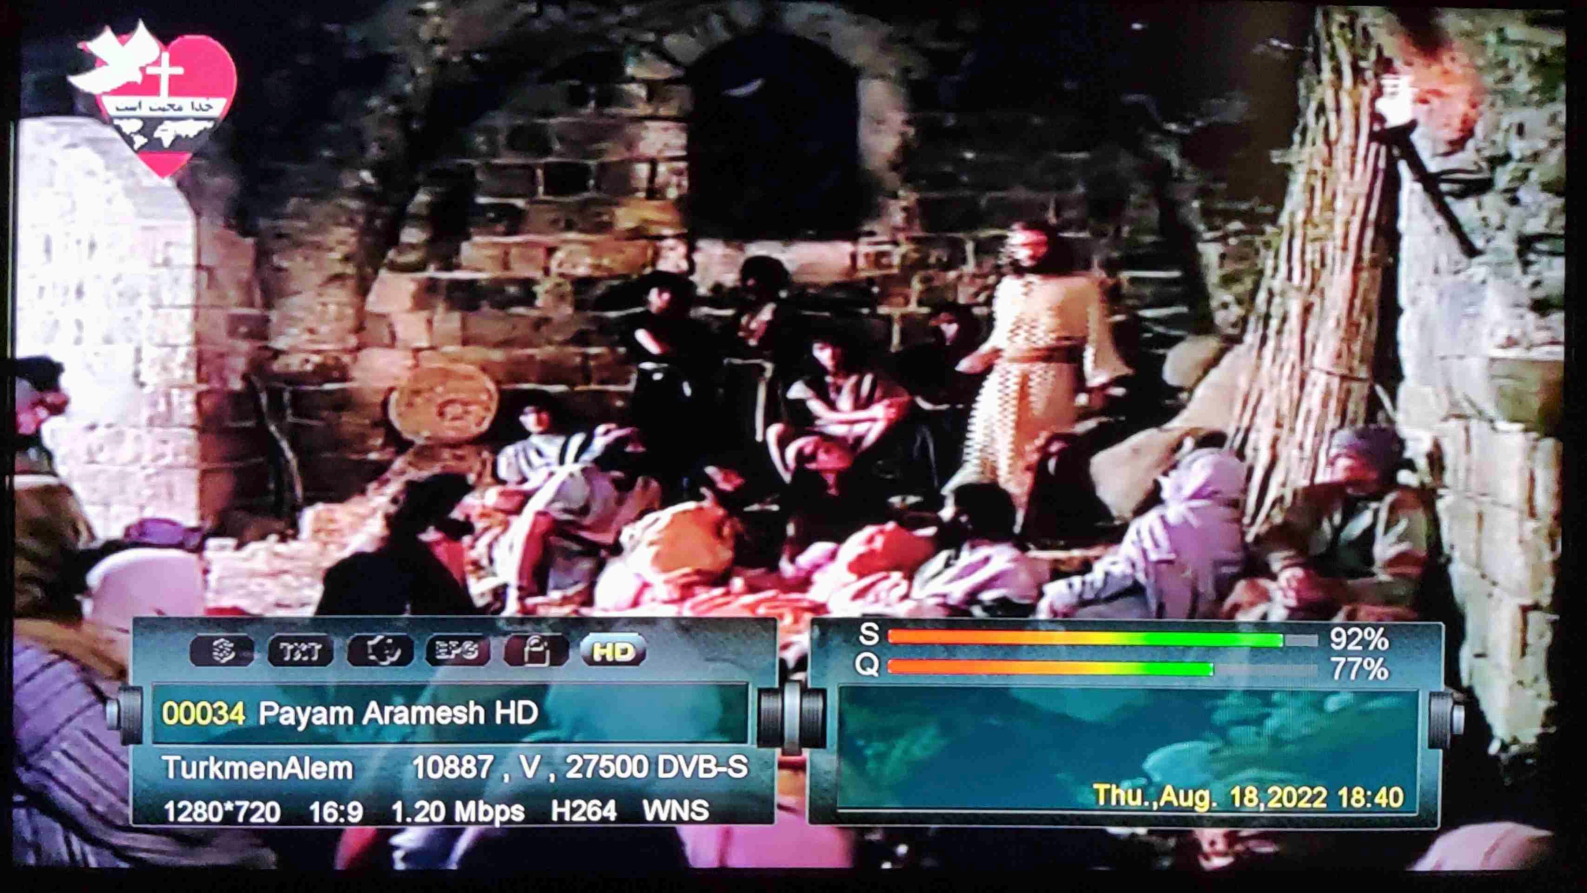 خدا محبت است
TXT
EPG
HD
S 92%
Q 77%
00034 Payam Aramesh HD
TurkmenAlem 10887 , V , 27500 DVB-S
1280*720 16:9 1.20 Mbps H264 WNS
Thu.,Aug. 18,2022 18:40